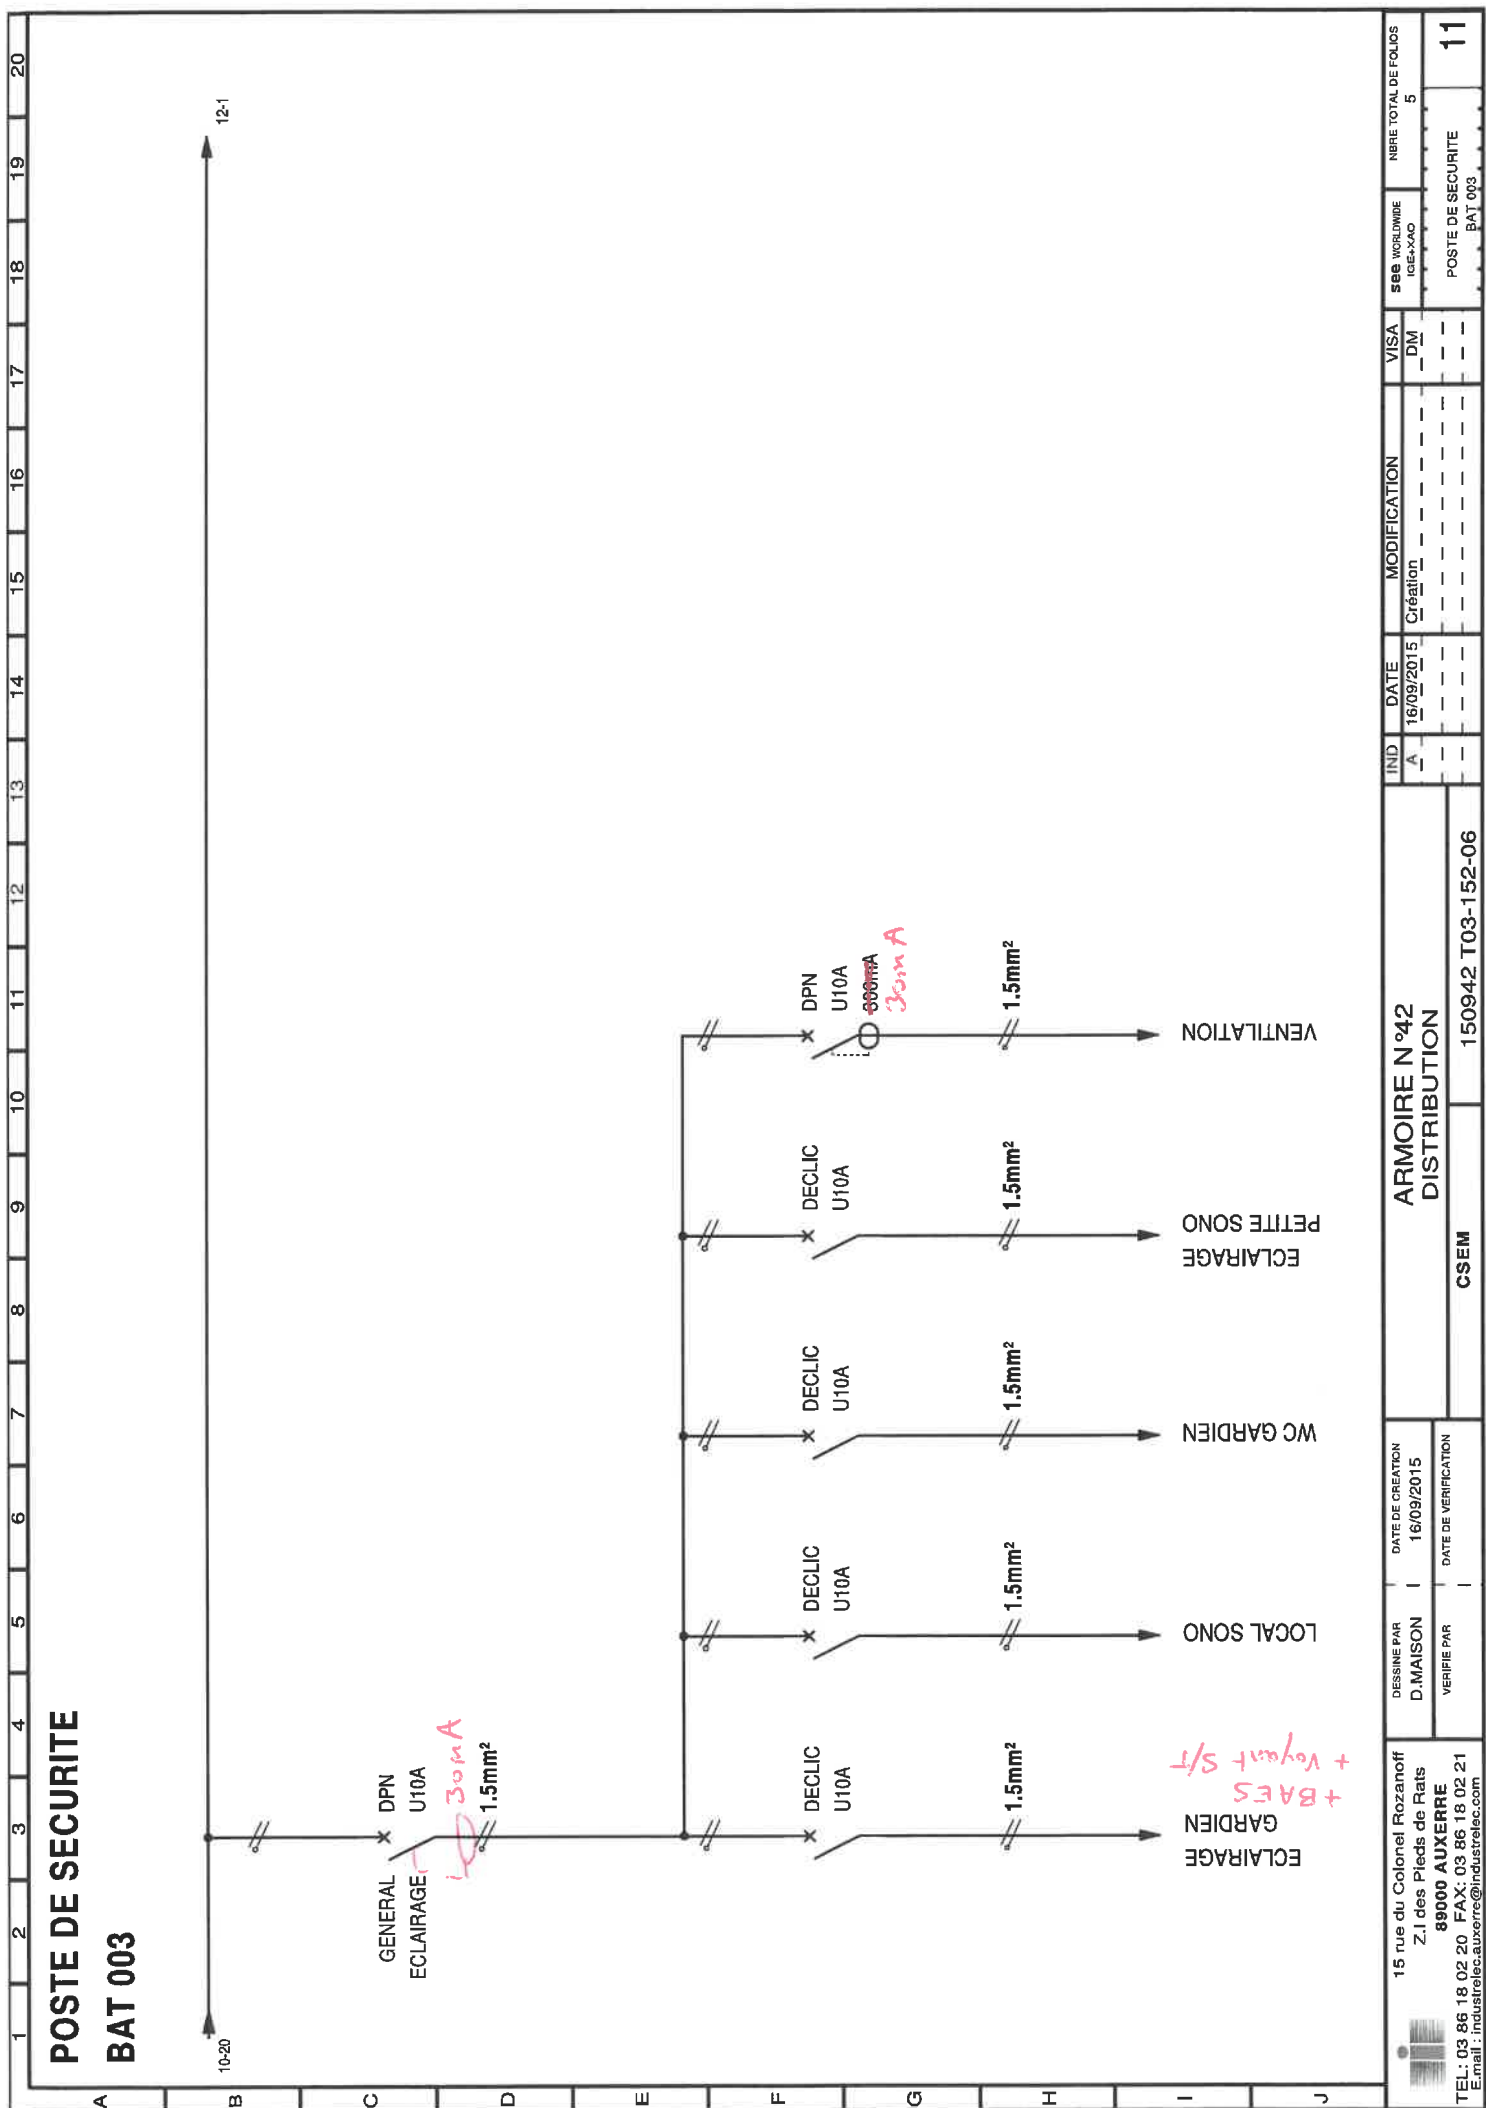 1 2 3 4 5 6 7 8 9 10 11 12 13 14 15 16 17 18 19 20
A
B
C
D
E
F
G
H
I
J
POSTE DE SECURITE
BAT 003
10-20
12-1
GENERAL
ECLAIRAGE
DPN
U10A
30mA
1.5mm²
DECLIC
U10A
1.5mm²
ECLAIRAGE
GARDIEN
+ BAES
+ Voyant S/T
DECLIC
U10A
1.5mm²
LOCAL SONO
DECLIC
U10A
1.5mm²
WC GARDIEN
DECLIC
U10A
1.5mm²
ECLAIRAGE
PETITE SONO
DPN
U10A
300mA
30mA
1.5mm²
VENTILATION
15 rue du Colonel Rozanoff
Z.I des Pieds de Rats
89000 AUXERRE
TEL: 03 86 18 02 20 FAX: 03 86 18 02 21
E.mail : industrelec.auxerre@industrelec.com
DESSINE PAR
D.MAISON
VERIFIE PAR
DATE DE CREATION
16/09/2015
DATE DE VERIFICATION
ARMOIRE N°42
DISTRIBUTION
CSEM
150942 T03-152-06
IND
DATE
MODIFICATION
VISA
A
16/09/2015
Création
DM
see WORLDWIDE
IGE+XAO
NBRE TOTAL DE FOLIOS
5
POSTE DE SECURITE
BAT 003
11